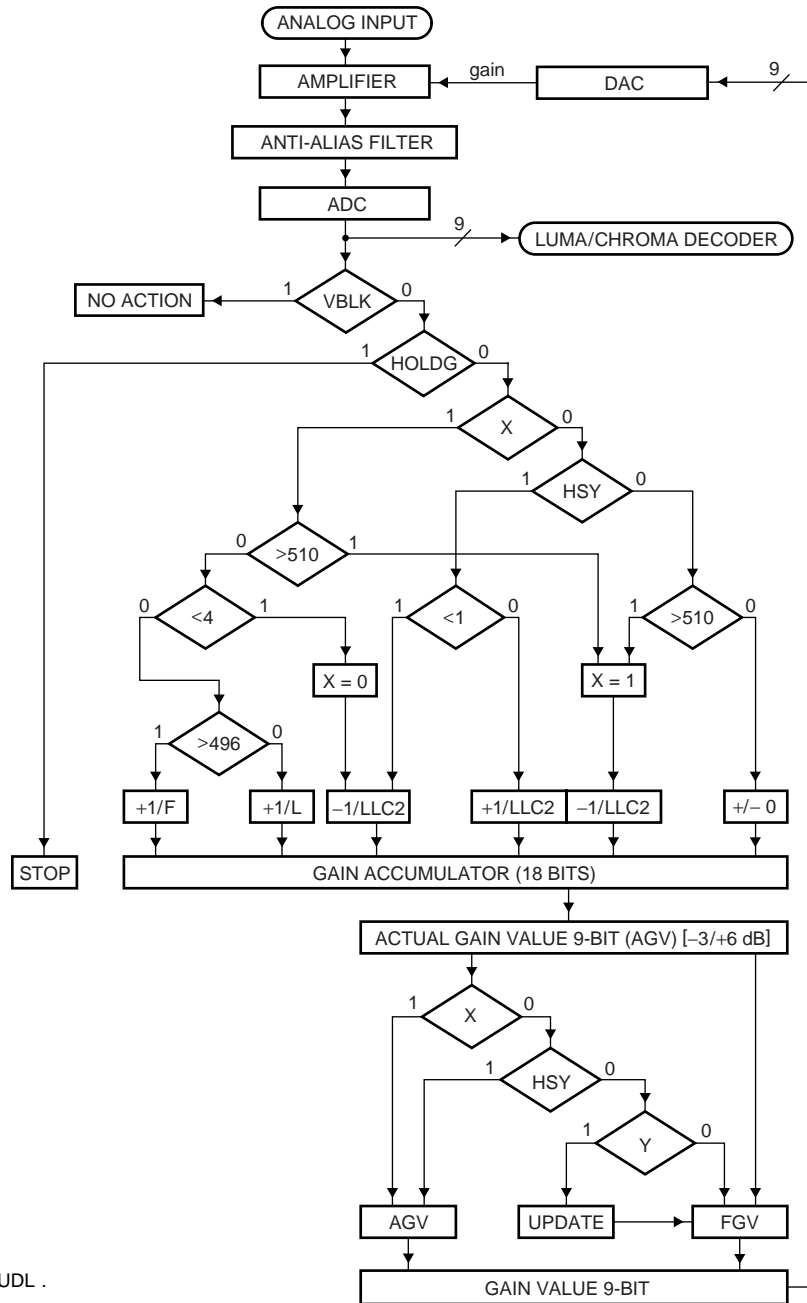 ANALOG INPUT
AMPLIFIER
gain
DAC
9
ANTI-ALIAS FILTER
ADC
9
LUMA/CHROMA DECODER
NO ACTION
1
VBLK
0
1
HOLDG
0
1
X
0
1
HSY
0
0
>510
1
0
<4
1
1
<1
0
1
>510
0
X = 0
X = 1
1
>496
0
+1/F
+1/L
−1/LLC2
+1/LLC2
−1/LLC2
+/− 0
STOP
GAIN ACCUMULATOR (18 BITS)
ACTUAL GAIN VALUE 9-BIT (AGV) [−3/+6 dB]
1
X
0
1
HSY
0
1
Y
0
AGV
UPDATE
FGV
UDL .
GAIN VALUE 9-BIT